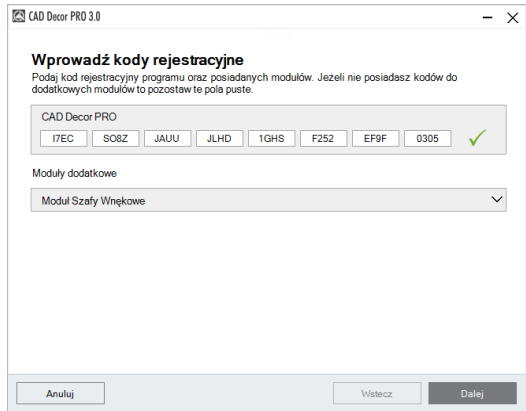 CAD Decor PRO 3.0
Wprowadź kody rejestracyjne
Podaj kod rejestracyjny programu oraz posiadanych modułów. Jeżeli nie posiadasz kodów do
dodatkowych modułów to pozostaw te pola puste.
CAD Decor PRO
I7EC SO8Z JAUU JLHD 1GHS F252 EF9F 0305
Moduły dodatkowe
Moduł Szafy Wnękowe
Anuluj Wstecz Dalej